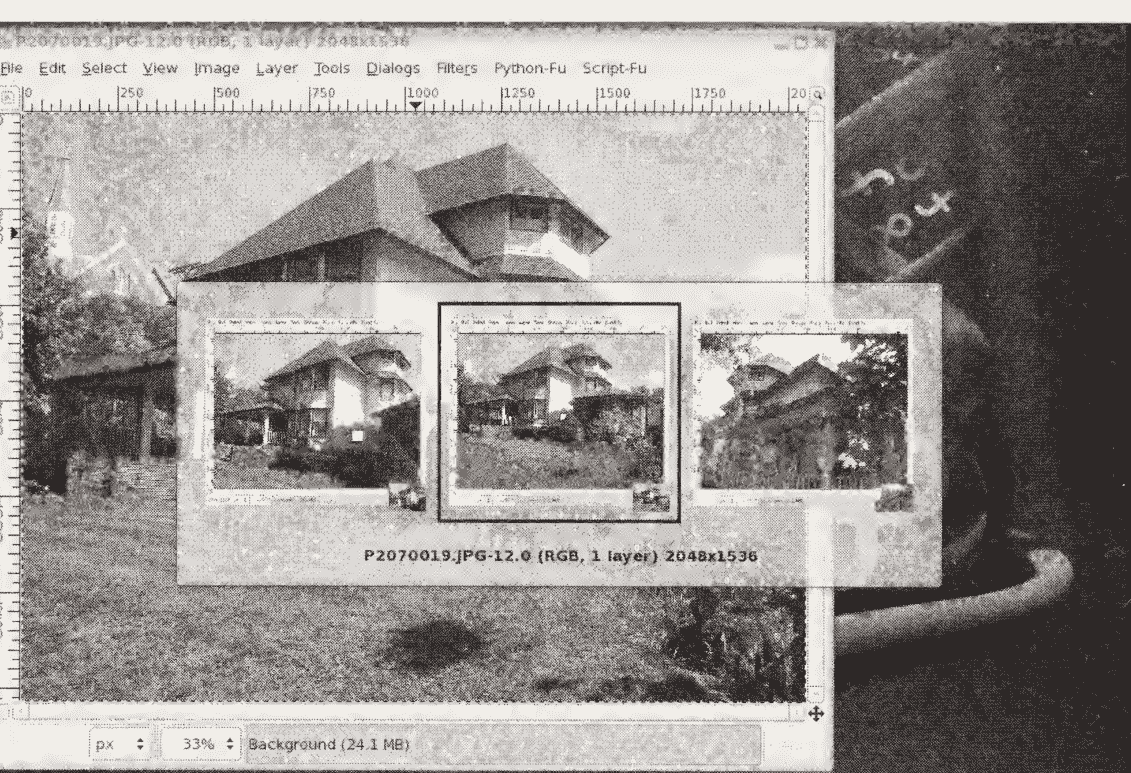 P2070019.JPG-12.0 (RGB, 1 layer) 2048x1536
File Edit Select View Image Layer Tools Dialogs Filters Python-Fu Script-Fu
0 250 500 750 1000 1250 1500 1750 20
P2070019.JPG-12.0 (RGB, 1 layer) 2048x1536
px 33% Background (24.1 MB)